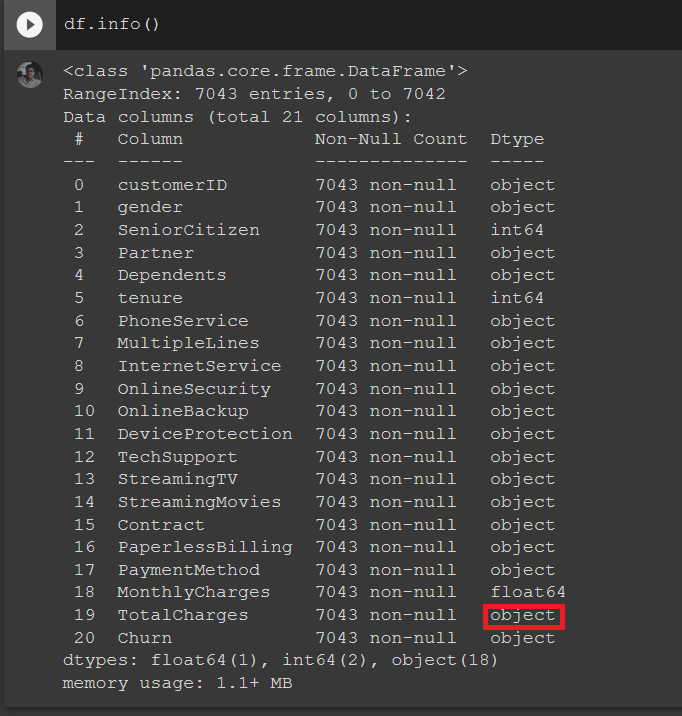 df.info()
<class 'pandas.core.frame.DataFrame'>
RangeIndex: 7043 entries, 0 to 7042
Data columns (total 21 columns):
 #   Column            Non-Null Count  Dtype
---  ------            --------------  -----
 0   customerID        7043 non-null   object
 1   gender            7043 non-null   object
 2   SeniorCitizen     7043 non-null   int64
 3   Partner           7043 non-null   object
 4   Dependents        7043 non-null   object
 5   tenure            7043 non-null   int64
 6   PhoneService      7043 non-null   object
 7   MultipleLines     7043 non-null   object
 8   InternetService   7043 non-null   object
 9   OnlineSecurity    7043 non-null   object
 10  OnlineBackup      7043 non-null   object
 11  DeviceProtection  7043 non-null   object
 12  TechSupport       7043 non-null   object
 13  StreamingTV       7043 non-null   object
 14  StreamingMovies   7043 non-null   object
 15  Contract          7043 non-null   object
 16  PaperlessBilling  7043 non-null   object
 17  PaymentMethod     7043 non-null   object
 18  MonthlyCharges    7043 non-null   float64
 19  TotalCharges      7043 non-null   object
 20  Churn             7043 non-null   object
dtypes: float64(1), int64(2), object(18)
memory usage: 1.1+ MB